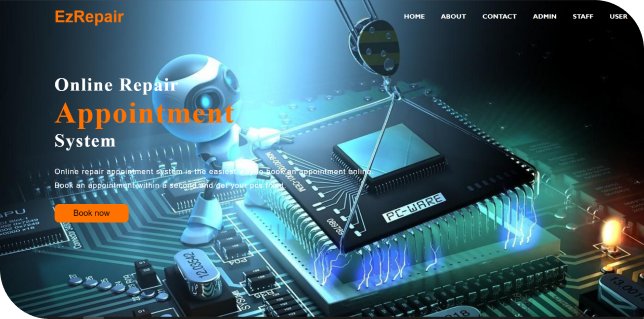 EzRepair
HOME ABOUT CONTACT ADMIN STAFF USER
Online Repair
Appointment
System
Online repair appointment system is the easiest way to book an appointment online.
Book an appointment within a second and get your pcs fixed
Book now
PC-WARE